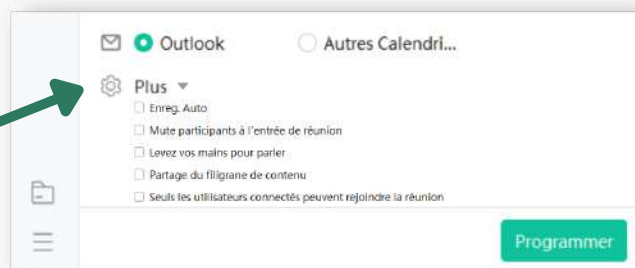 Outlook
Autres Calendri...
Plus
Enreg. Auto
Mute participants à l'entrée de réunion
Levez vos mains pour parler
Partage du filigrane de contenu
Seuls les utilisateurs connectés peuvent rejoindre la réunion
Programmer